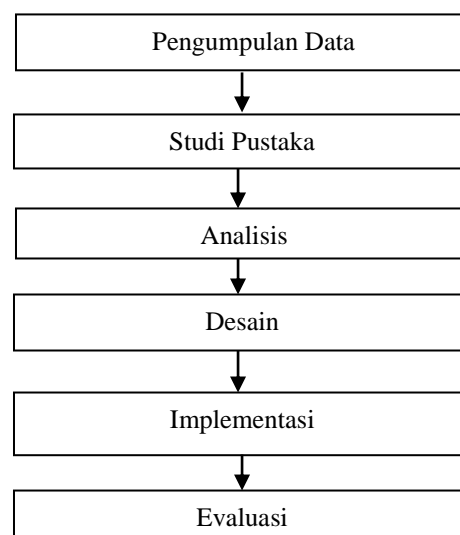 Pengumpulan Data
Studi Pustaka
Analisis
Desain
Implementasi
Evaluasi